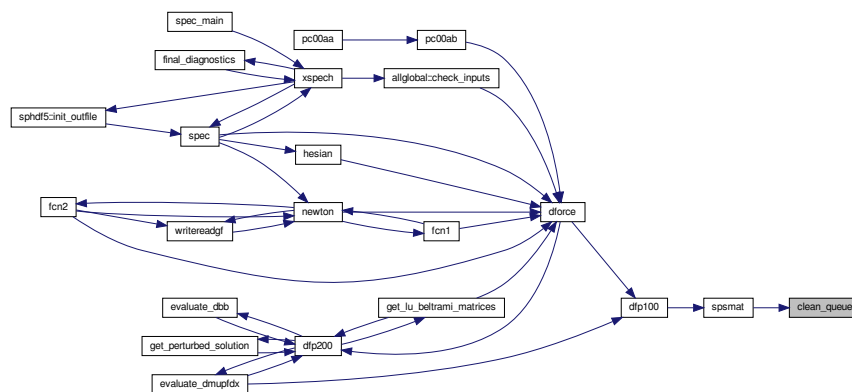 spec_main
pc00aa
pc00ab
final_diagnostics
xspech
allglobal::check_inputs
sphdf5::init_outfile
spec
hesian
fcn2
newton
dforce
writereadgf
fcn1
evaluate_dbb
get_lu_beltrami_matrices
dfp100
spsmat
clean_queue
get_perturbed_solution
dfp200
evaluate_dmupfdx